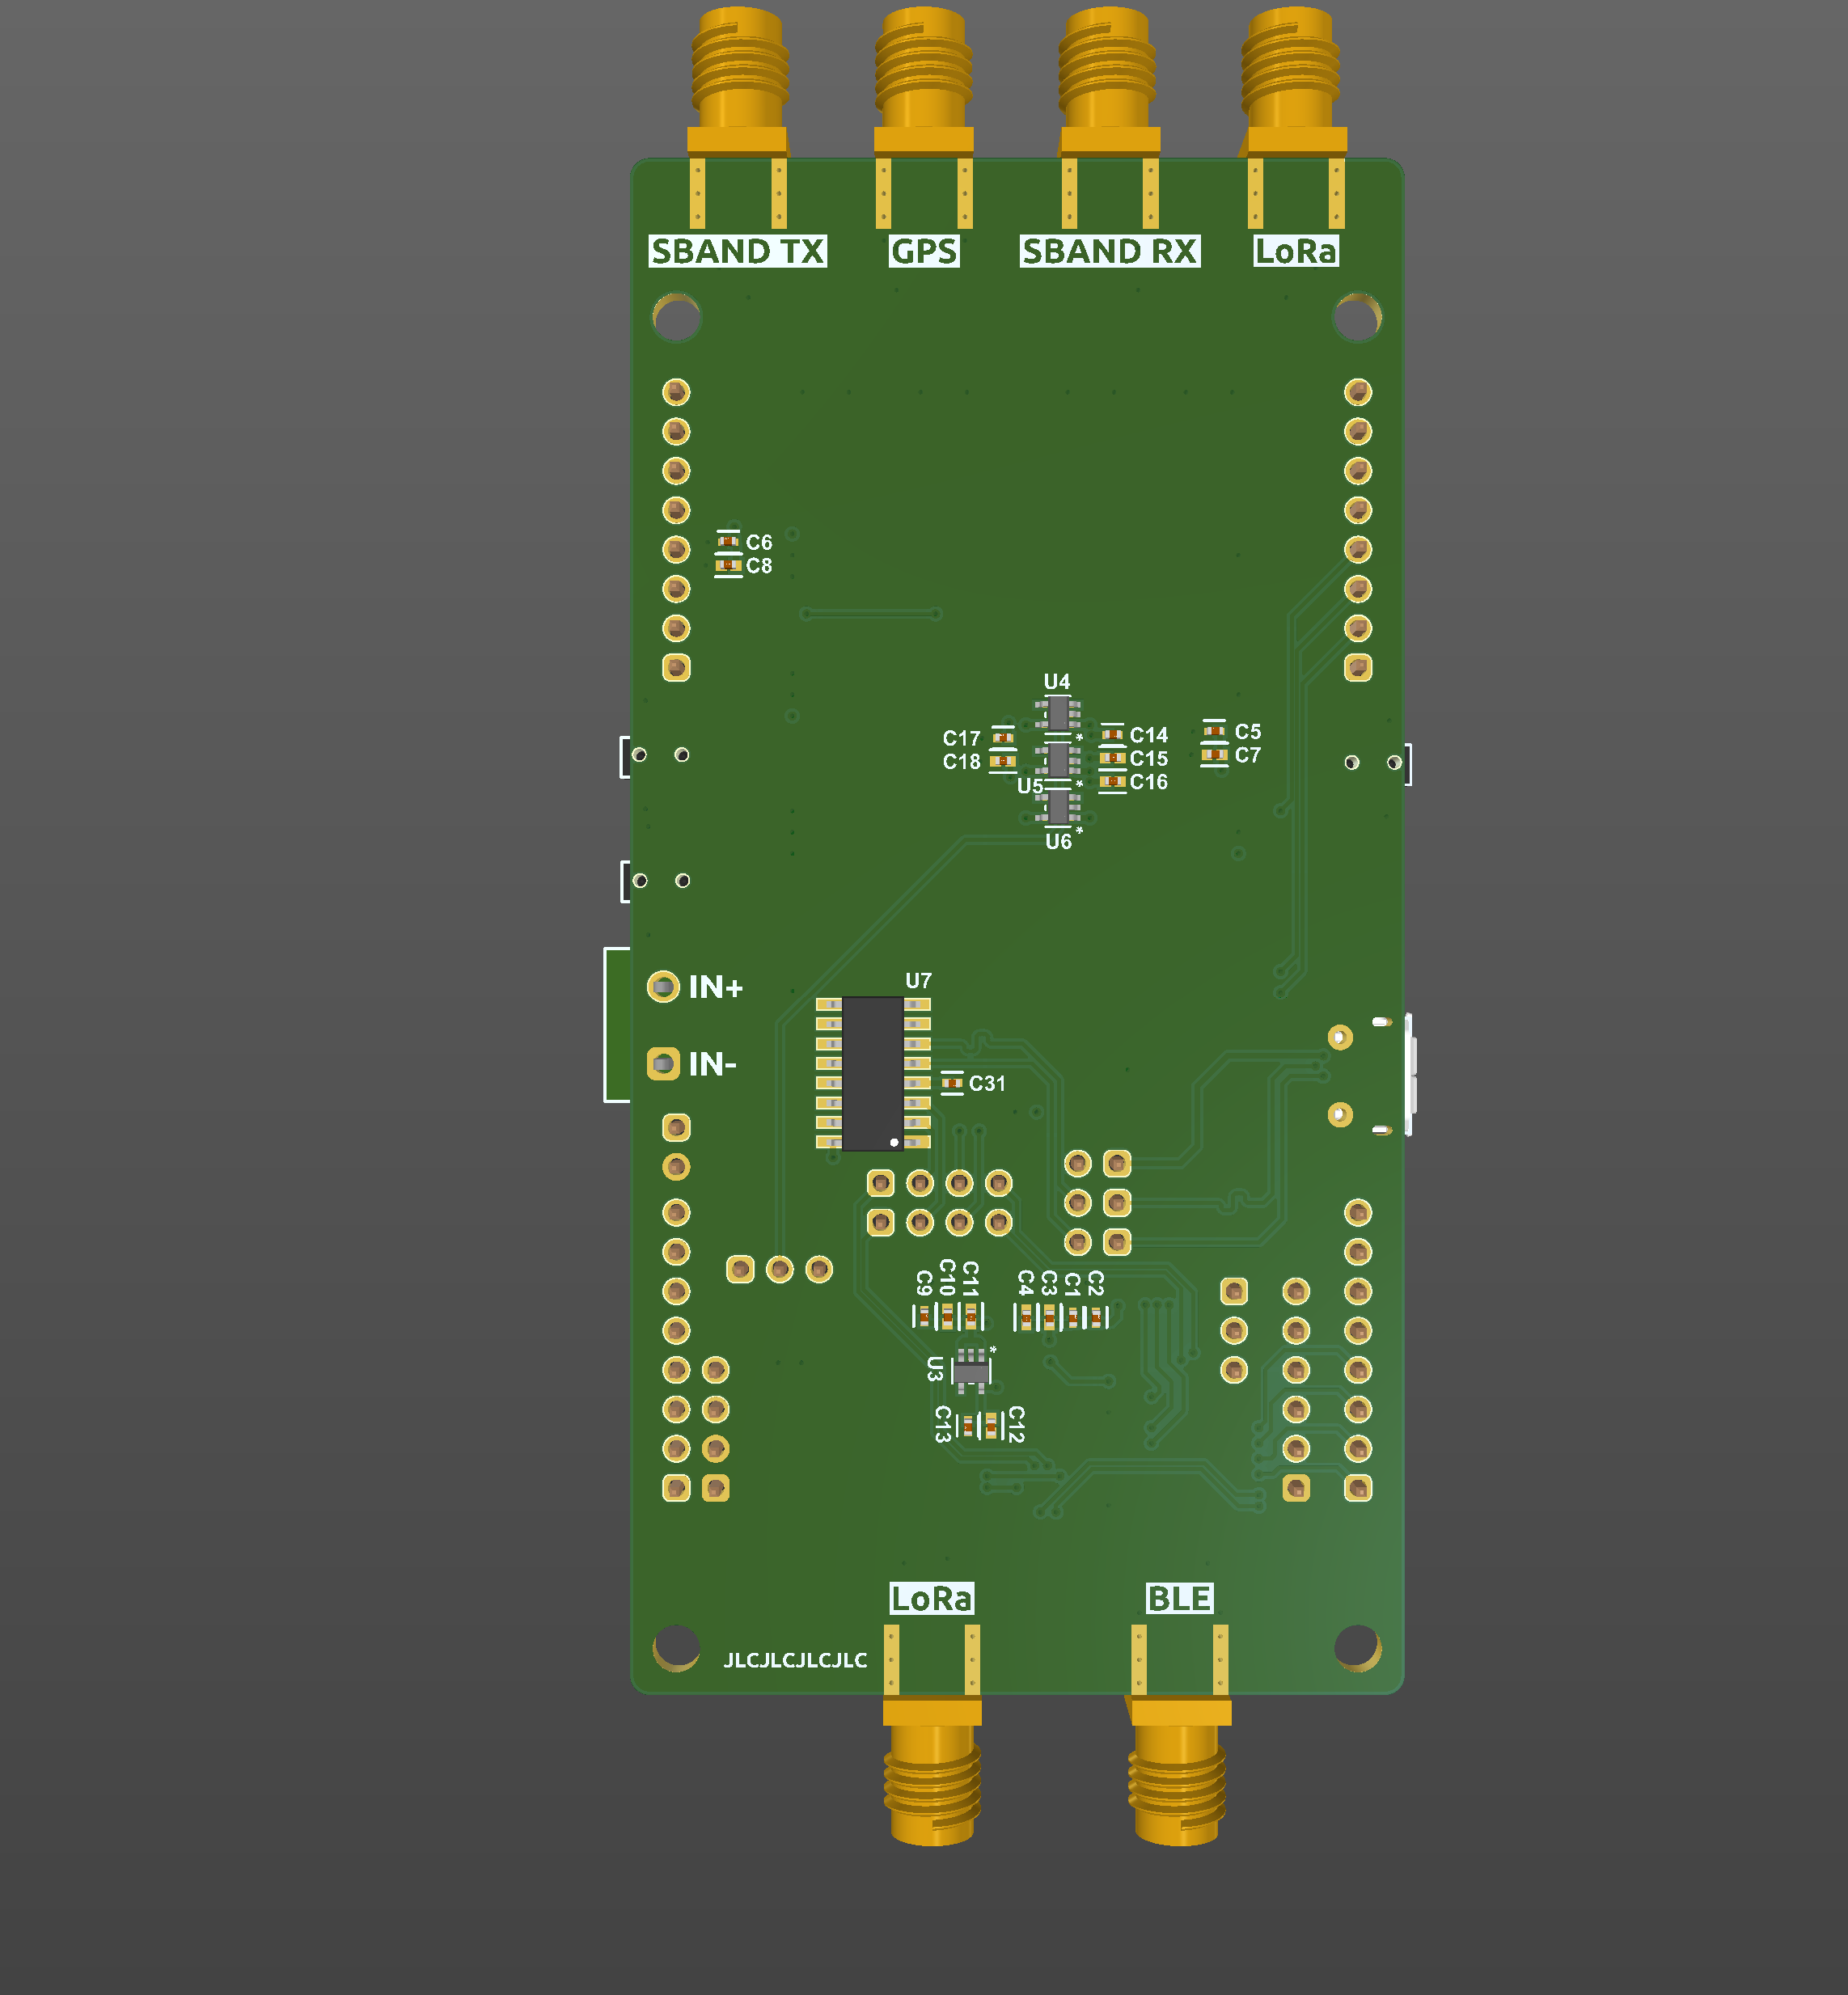 SBAND TX
GPS
SBAND RX
LoRa
C6
C8
U4
C17
C18
*
C14
C15
C16
C5
C7
U5
*
*
U6
U7
IN+
IN-
C31
C9
C10
C11
C4
C3
C1
C2
*
U3
C13
C12
LoRa
BLE
JLCJLCJLCJLC